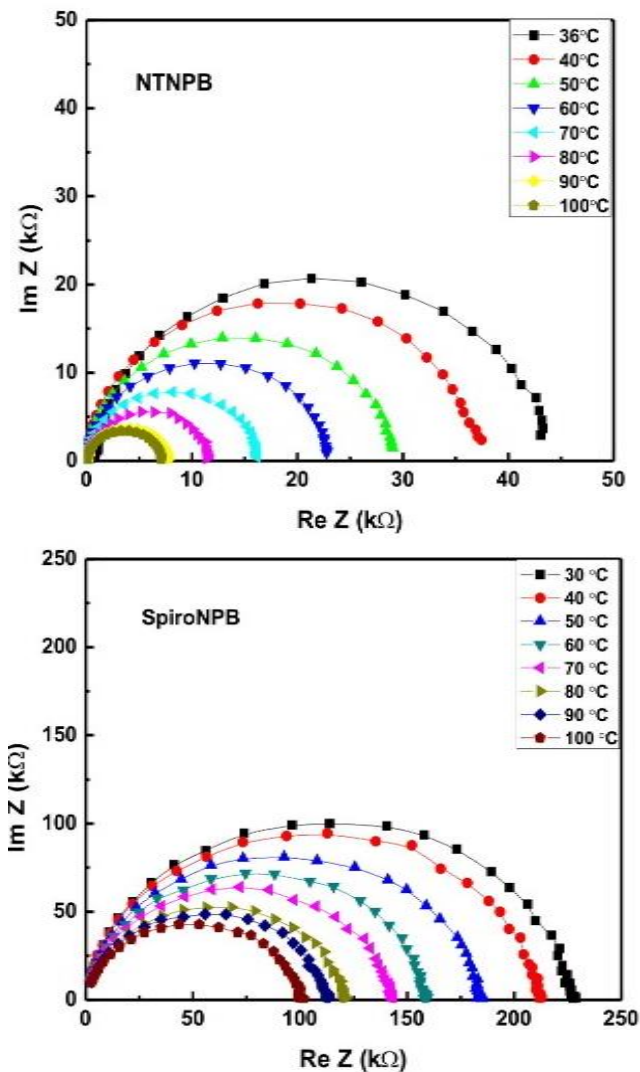 50
40
30
20
10
0
Im Z (kΩ)
NTNPB
36°C
40°C
50°C
60°C
70°C
80°C
90°C
100°C
0 10 20 30 40 50
Re Z (kΩ)
250
200
150
100
50
0
Im Z (kΩ)
SpiroNPB
30 °C
40 °C
50 °C
60 °C
70 °C
80 °C
90 °C
100 °C
0 50 100 150 200 250
Re Z (kΩ)